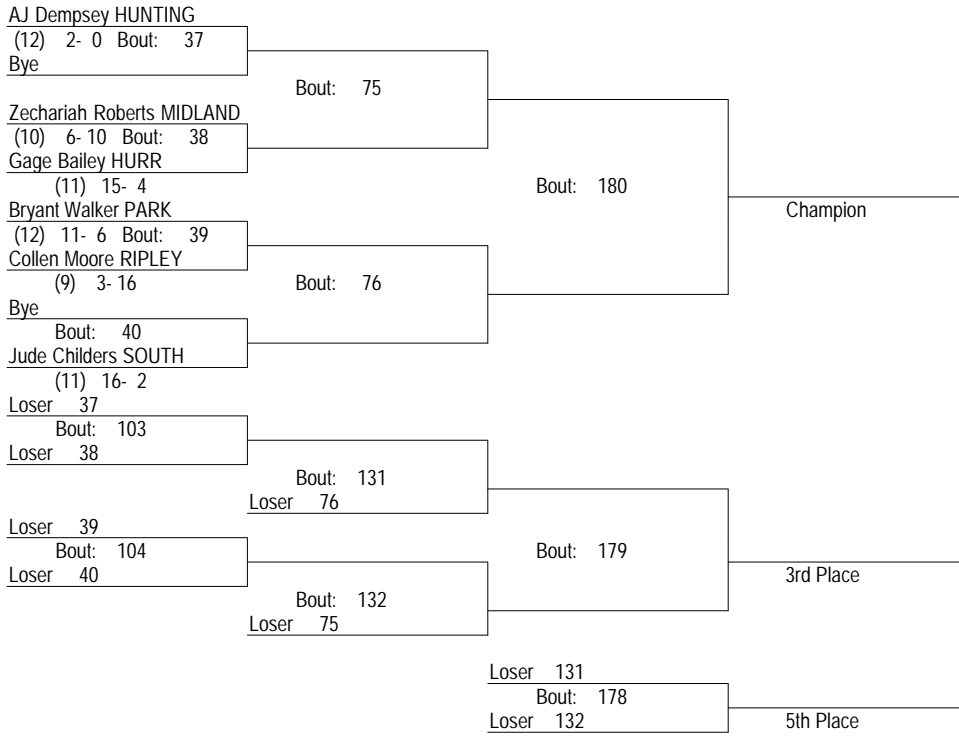 AJ Dempsey HUNTING
(12) 2- 0 Bout: 37
Bye
Bout: 75
Zechariah Roberts MIDLAND
(10) 6- 10 Bout: 38
Gage Bailey HURR
(11) 15- 4
Bout: 180
Bryant Walker PARK
Champion
(12) 11- 6 Bout: 39
Collen Moore RIPLEY
(9) 3- 16
Bout: 76
Bye
Bout: 40
Jude Childers SOUTH
(11) 16- 2
Loser 37
Bout: 103
Loser 38
Bout: 131
Loser 76
Loser 39
Bout: 104
Bout: 179
Loser 40
3rd Place
Bout: 132
Loser 75
Loser 131
Bout: 178
Loser 132
5th Place